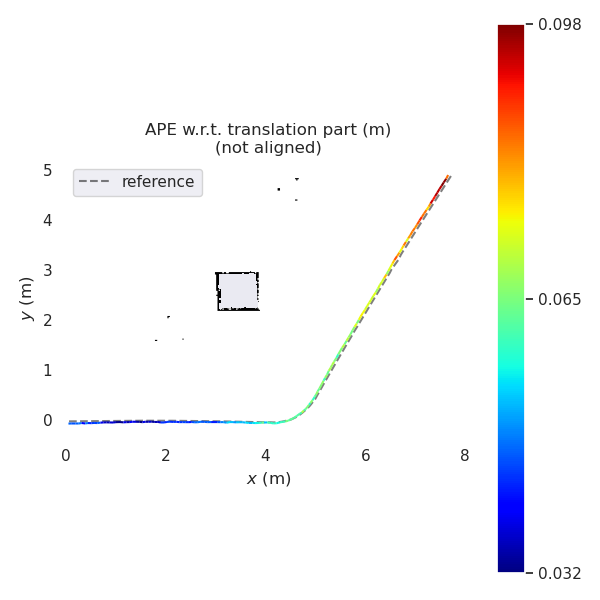 APE w.r.t. translation part (m)
(not aligned)
reference
5
4
3
2
1
0
y (m)
0 2 4 6 8
x (m)
0.098
0.065
0.032